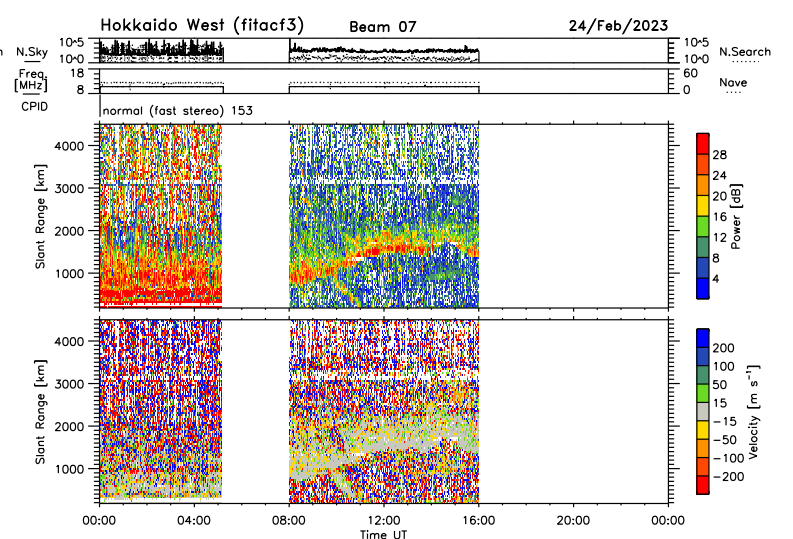 Hokkaido West (fitacf3) Beam 07 24/Feb/2023
N.Sky 10^5 10^0 10^5 10^0 N.Search
Freq. [MHz] 18 8 60 0 Nave
CPID normal (fast stereo) 153
Slant Range [km] 4000 3000 2000 1000
Power [dB] 28 24 20 16 12 8 4
Slant Range [km] 4000 3000 2000 1000
Velocity [m s⁻¹] 200 100 50 15 −15 −50 −100 −200
00:00 04:00 08:00 12:00 16:00 20:00 00:00
Time UT